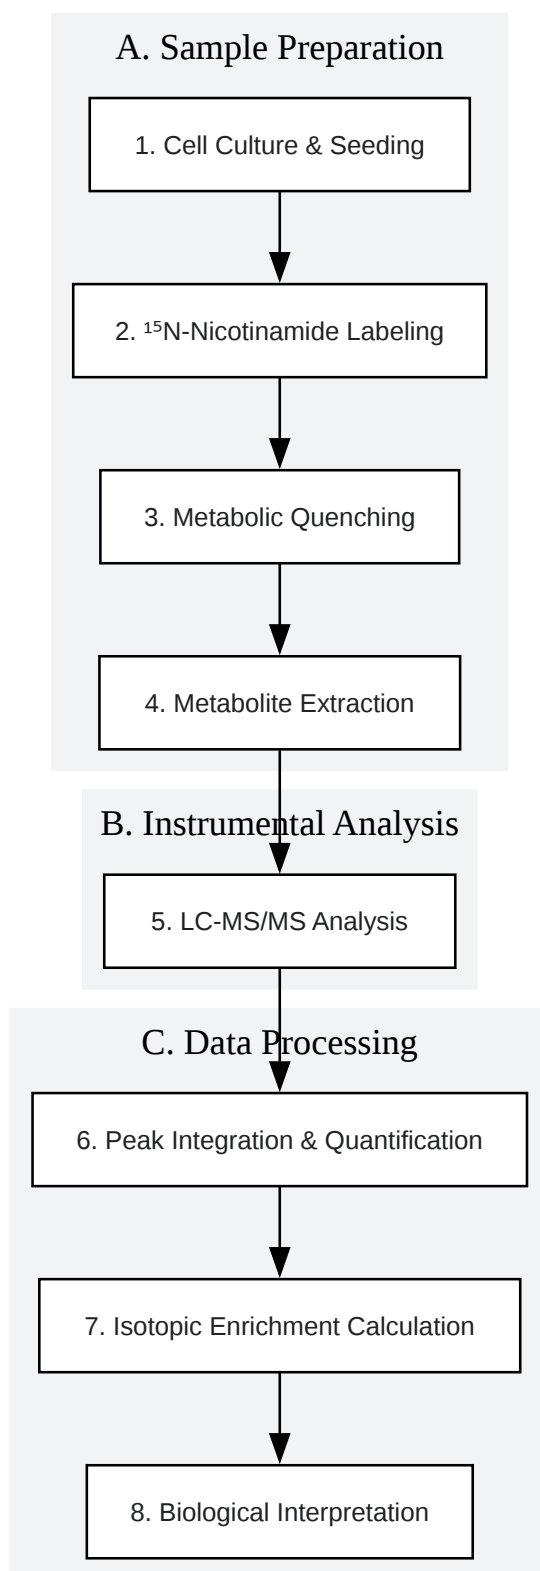 A. Sample Preparation
1. Cell Culture & Seeding
2. ¹⁵N-Nicotinamide Labeling
3. Metabolic Quenching
4. Metabolite Extraction
B. Instrumental Analysis
5. LC-MS/MS Analysis
C. Data Processing
6. Peak Integration & Quantification
7. Isotopic Enrichment Calculation
8. Biological Interpretation